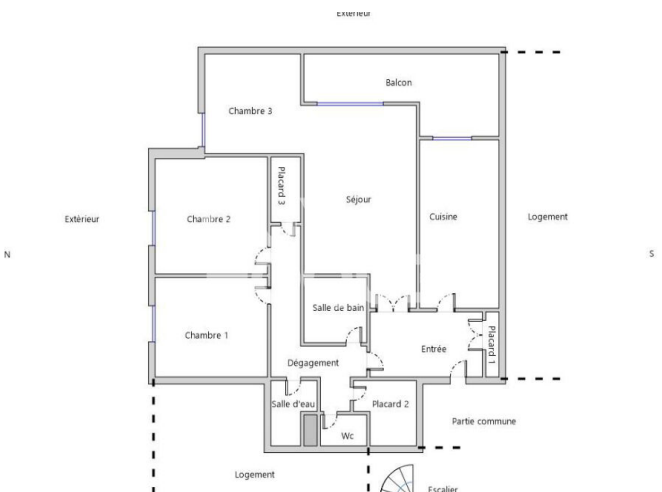 Extérieur
Balcon
Chambre 3
Placard 3
Séjour
Extèrieur
Chambre 2
Cuisine
Logement
N
S
Salle de bain
Chambre 1
Entrée
Placard 1
Dégagement
Salle d'eau
Placard 2
Partie commune
Wc
Logement
Escalier